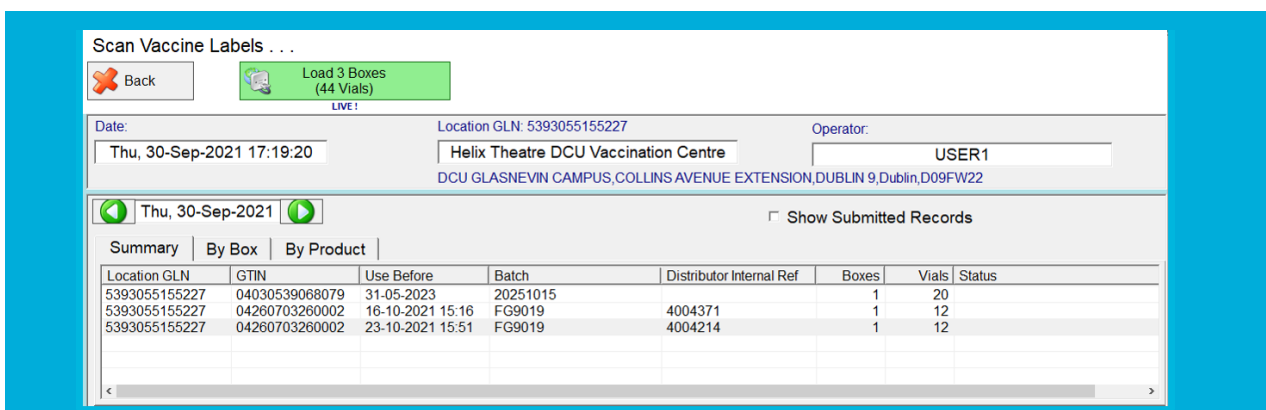 Scan Vaccine Labels . . .
Back
Load 3 Boxes
(44 Vials)
LIVE !
Date:
Location GLN: 5393055155227
Operator:
Thu, 30-Sep-2021 17:19:20
Helix Theatre DCU Vaccination Centre
USER1
DCU GLASNEVIN CAMPUS,COLLINS AVENUE EXTENSION,DUBLIN 9,Dublin,D09FW22
Thu, 30-Sep-2021
Show Submitted Records
Summary By Box By Product
Location GLN GTIN Use Before Batch Distributor Internal Ref Boxes Vials Status
5393055155227 04030539068079 31-05-2023 20251015 1 20
5393055155227 04260703260002 16-10-2021 15:16 FG9019 4004371 1 12
5393055155227 04260703260002 23-10-2021 15:51 FG9019 4004214 1 12